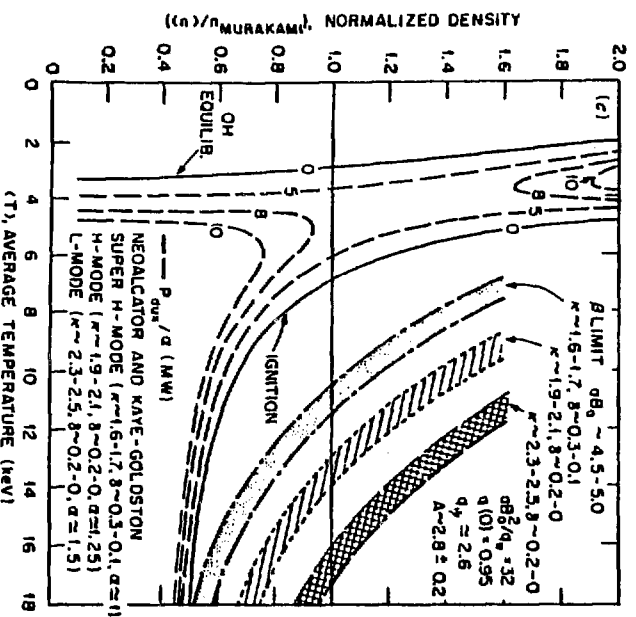 (⟨n⟩/n_MURAKAMI), NORMALIZED DENSITY
2.0
1.8
1.6
1.4
1.2
1.0
0.8
0.6
0.4
0.2
0
(c)
0
5
8
10
11
8
5
0
0
5
8
10
OH
EQUILIB.
IGNITION
β LIMIT aB₀ ~ 4.5-5.0
κ~1.6-1.7, δ~0.3-0.1
κ~1.9-2.1, δ~0.2-0
κ~2.3-2.5, δ~0.2-0
aB₀²/q* = 32
q(0) = 0.95
qψ ≃ 2.6
A~2.8 ± 0.2
P_aux/α (MW)
NEOALCATOR AND KAYE-GOLDSTON
SUPER H-MODE (κ~1.6-1.7, δ~0.3-0.1, α≃1)
H-MODE (κ~1.9-2.1, δ~0.2-0, α≃1.25)
L-MODE (κ~2.3-2.5, δ~0.2-0, α≃1.5)
0 2 4 6 8 10 12 14 16 18
⟨T⟩, AVERAGE TEMPERATURE (keV)